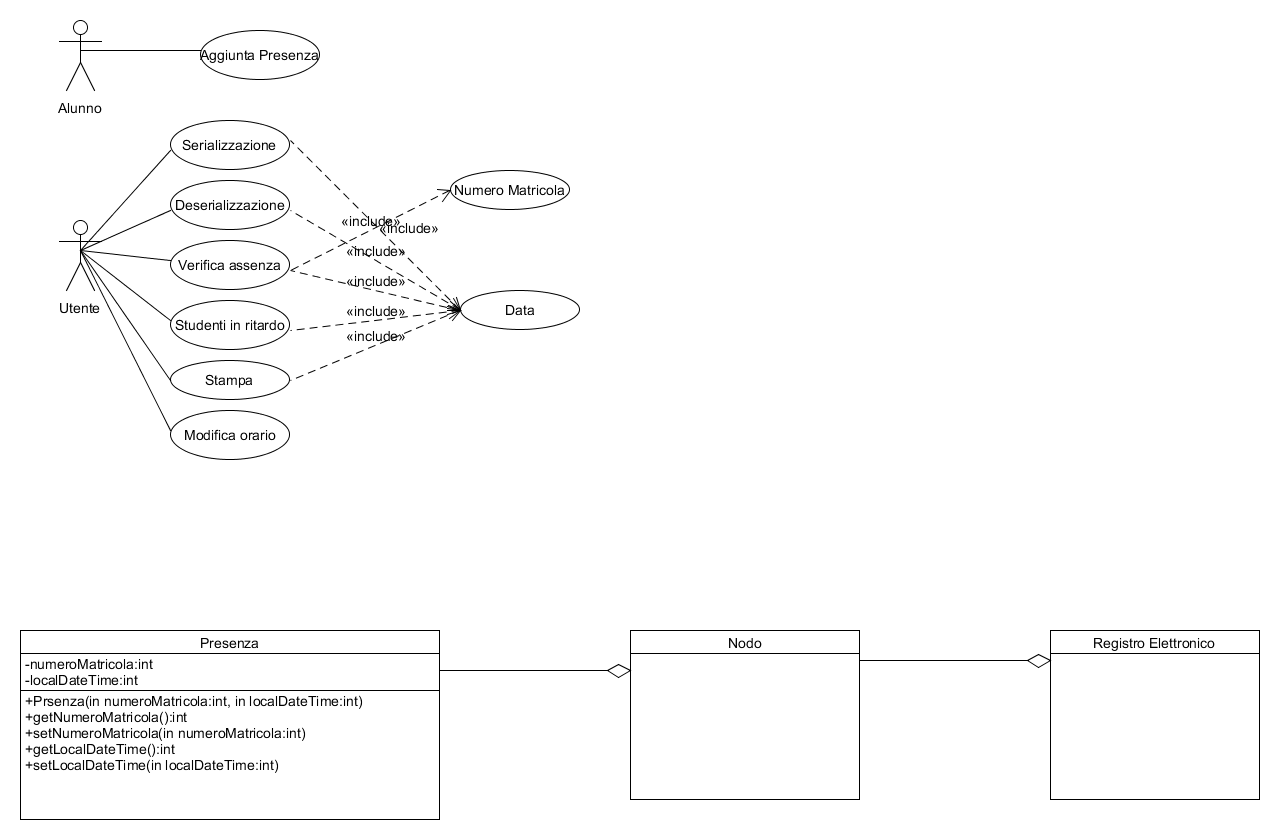 Aggiunta Presenza
Alunno
Serializzazione
Numero Matricola
Deserializzazione
«include»
«include»
«include»
Verifica assenza
«include»
Utente
Data
«include»
Studenti in ritardo
«include»
Stampa
Modifica orario
Presenza
-numeroMatricola:int
-localDateTime:int
+Prsenza(in numeroMatricola:int, in localDateTime:int)
+getNumeroMatricola():int
+setNumeroMatricola(in numeroMatricola:int)
+getLocalDateTime():int
+setLocalDateTime(in localDateTime:int)
Nodo
Registro Elettronico